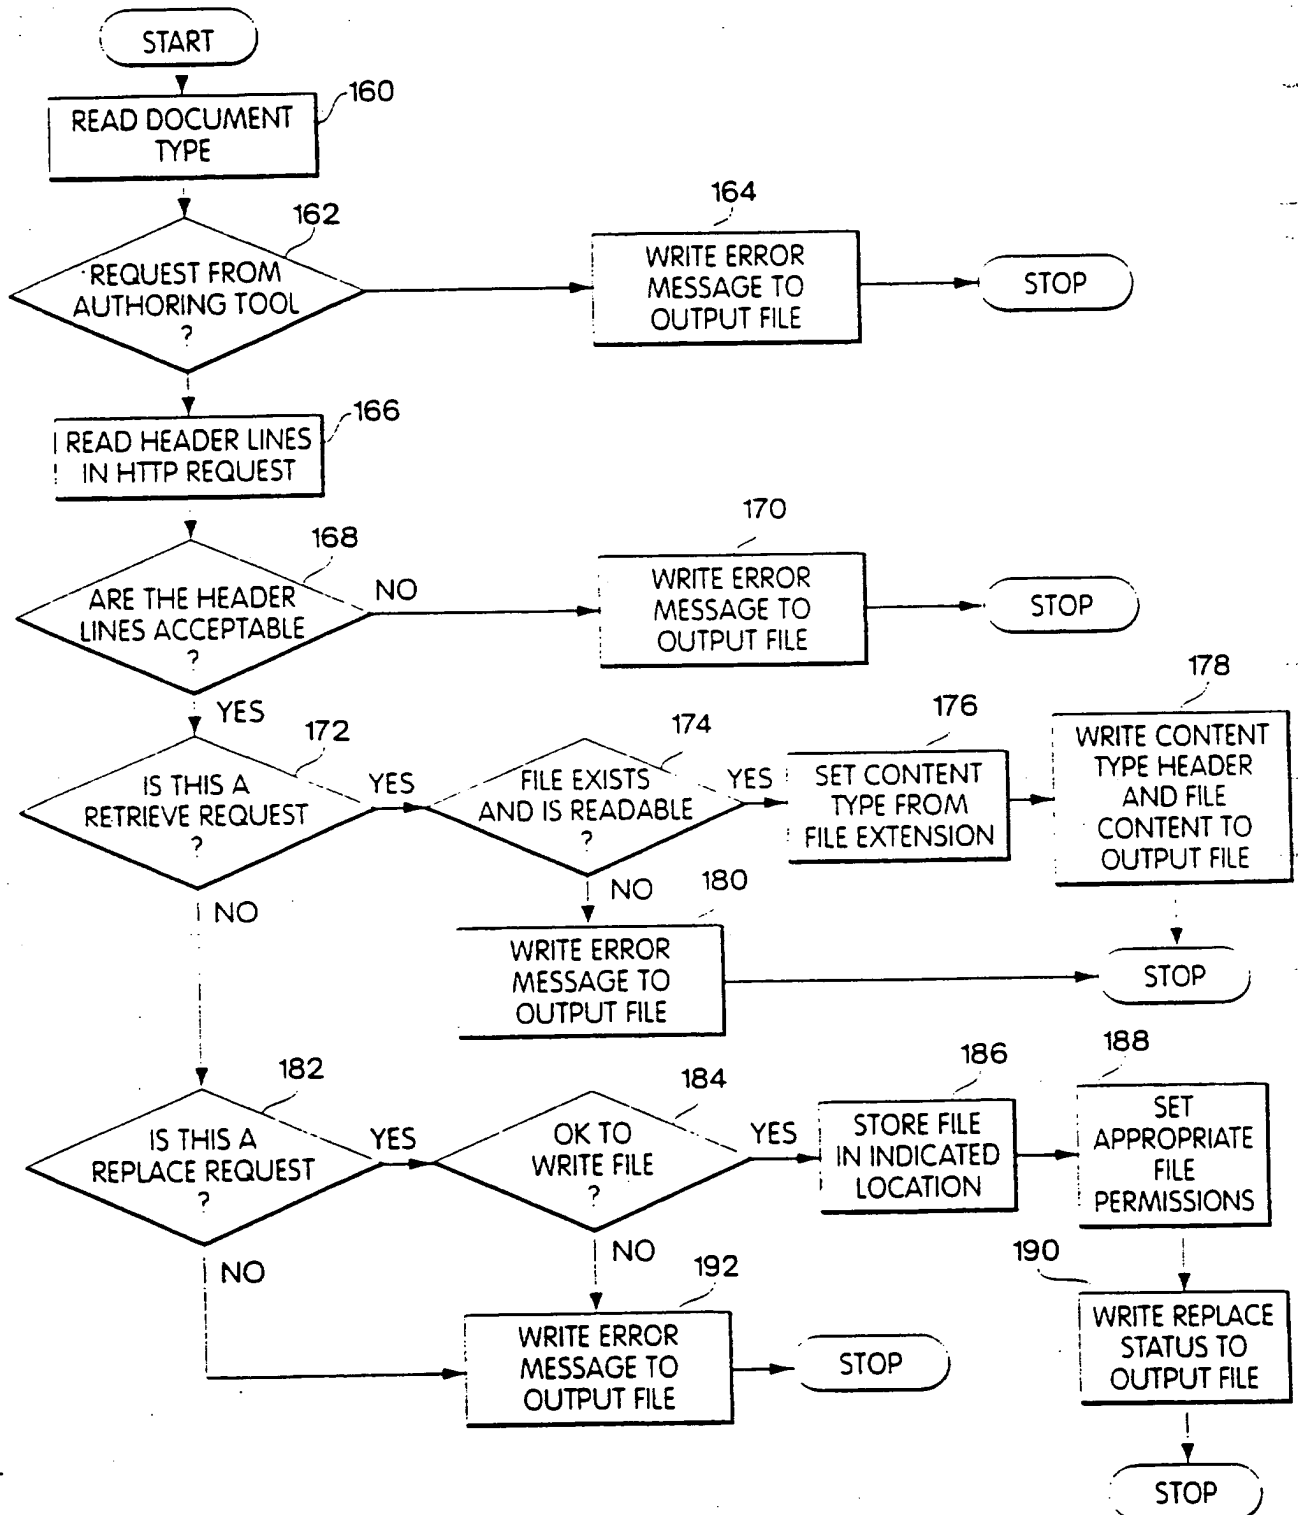 START
160
READ DOCUMENT
TYPE
162
REQUEST FROM
AUTHORING TOOL
?
164
WRITE ERROR
MESSAGE TO
OUTPUT FILE
STOP
166
READ HEADER LINES
IN HTTP REQUEST
168
ARE THE HEADER
LINES ACCEPTABLE
?
NO
170
WRITE ERROR
MESSAGE TO
OUTPUT FILE
STOP
YES
172
IS THIS A
RETRIEVE REQUEST
?
YES
174
FILE EXISTS
AND IS READABLE
?
YES
176
SET CONTENT
TYPE FROM
FILE EXTENSION
178
WRITE CONTENT
TYPE HEADER
AND FILE
CONTENT TO
OUTPUT FILE
NO
NO
180
WRITE ERROR
MESSAGE TO
OUTPUT FILE
STOP
182
IS THIS A
REPLACE REQUEST
?
YES
184
OK TO
WRITE FILE
?
YES
186
STORE FILE
IN INDICATED
LOCATION
188
SET
APPROPRIATE
FILE
PERMISSIONS
NO
NO
192
WRITE ERROR
MESSAGE TO
OUTPUT FILE
STOP
190
WRITE REPLACE
STATUS TO
OUTPUT FILE
STOP